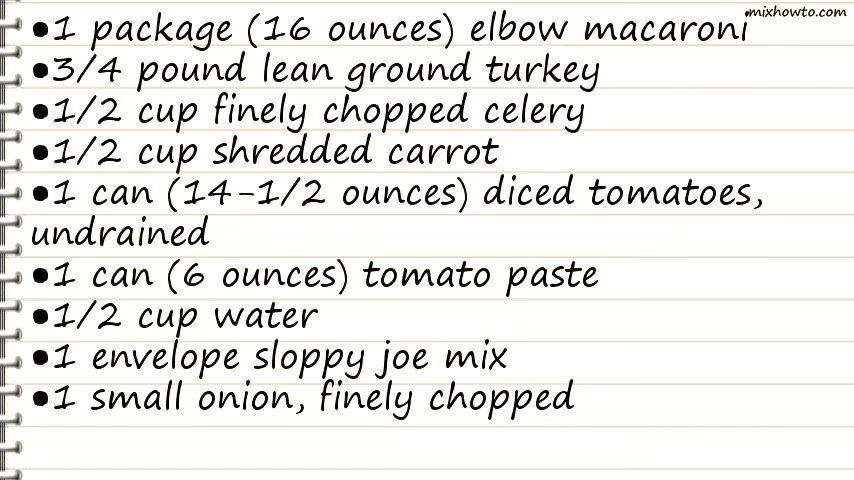 mixhowto.com
•1 package (16 ounces) elbow macaroni
•3/4 pound lean ground turkey
•1/2 cup finely chopped celery
•1/2 cup shredded carrot
•1 can (14-1/2 ounces) diced tomatoes,
undrained
•1 can (6 ounces) tomato paste
•1/2 cup water
•1 envelope sloppy joe mix
•1 small onion, finely chopped